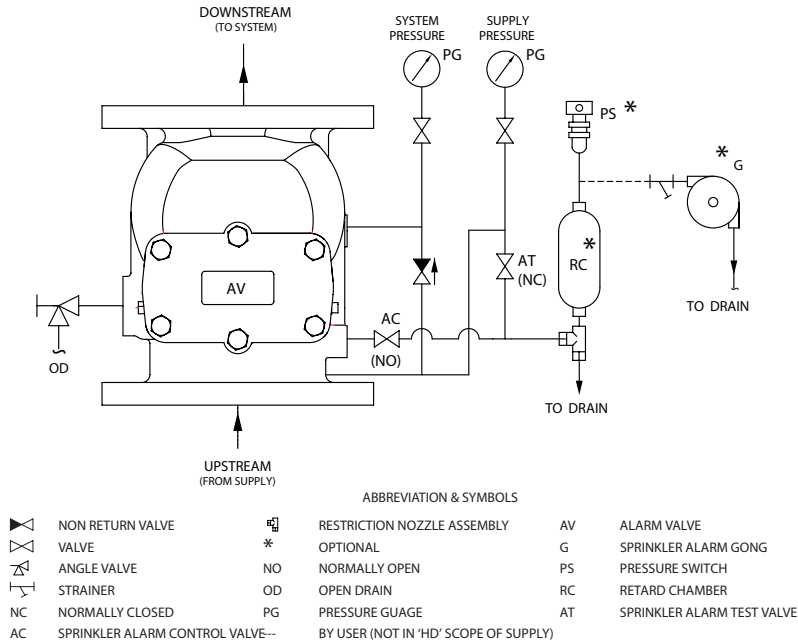 DOWNSTREAM
(TO SYSTEM)
SYSTEM
PRESSURE
PG
SUPPLY
PRESSURE
PG
PS *
* G
RC *
AT
(NC)
TO DRAIN
AV
AC
(NO)
OD
TO DRAIN
UPSTREAM
(FROM SUPPLY)
ABBREVIATION & SYMBOLS
NON RETURN VALVE
RESTRICTION NOZZLE ASSEMBLY
AV ALARM VALVE
VALVE
* OPTIONAL
G SPRINKLER ALARM GONG
ANGLE VALVE
NO NORMALLY OPEN
PS PRESSURE SWITCH
STRAINER
OD OPEN DRAIN
RC RETARD CHAMBER
NC NORMALLY CLOSED
PG PRESSURE GUAGE
AT SPRINKLER ALARM TEST VALVE
AC SPRINKLER ALARM CONTROL VALVE
--- BY USER (NOT IN 'HD' SCOPE OF SUPPLY)